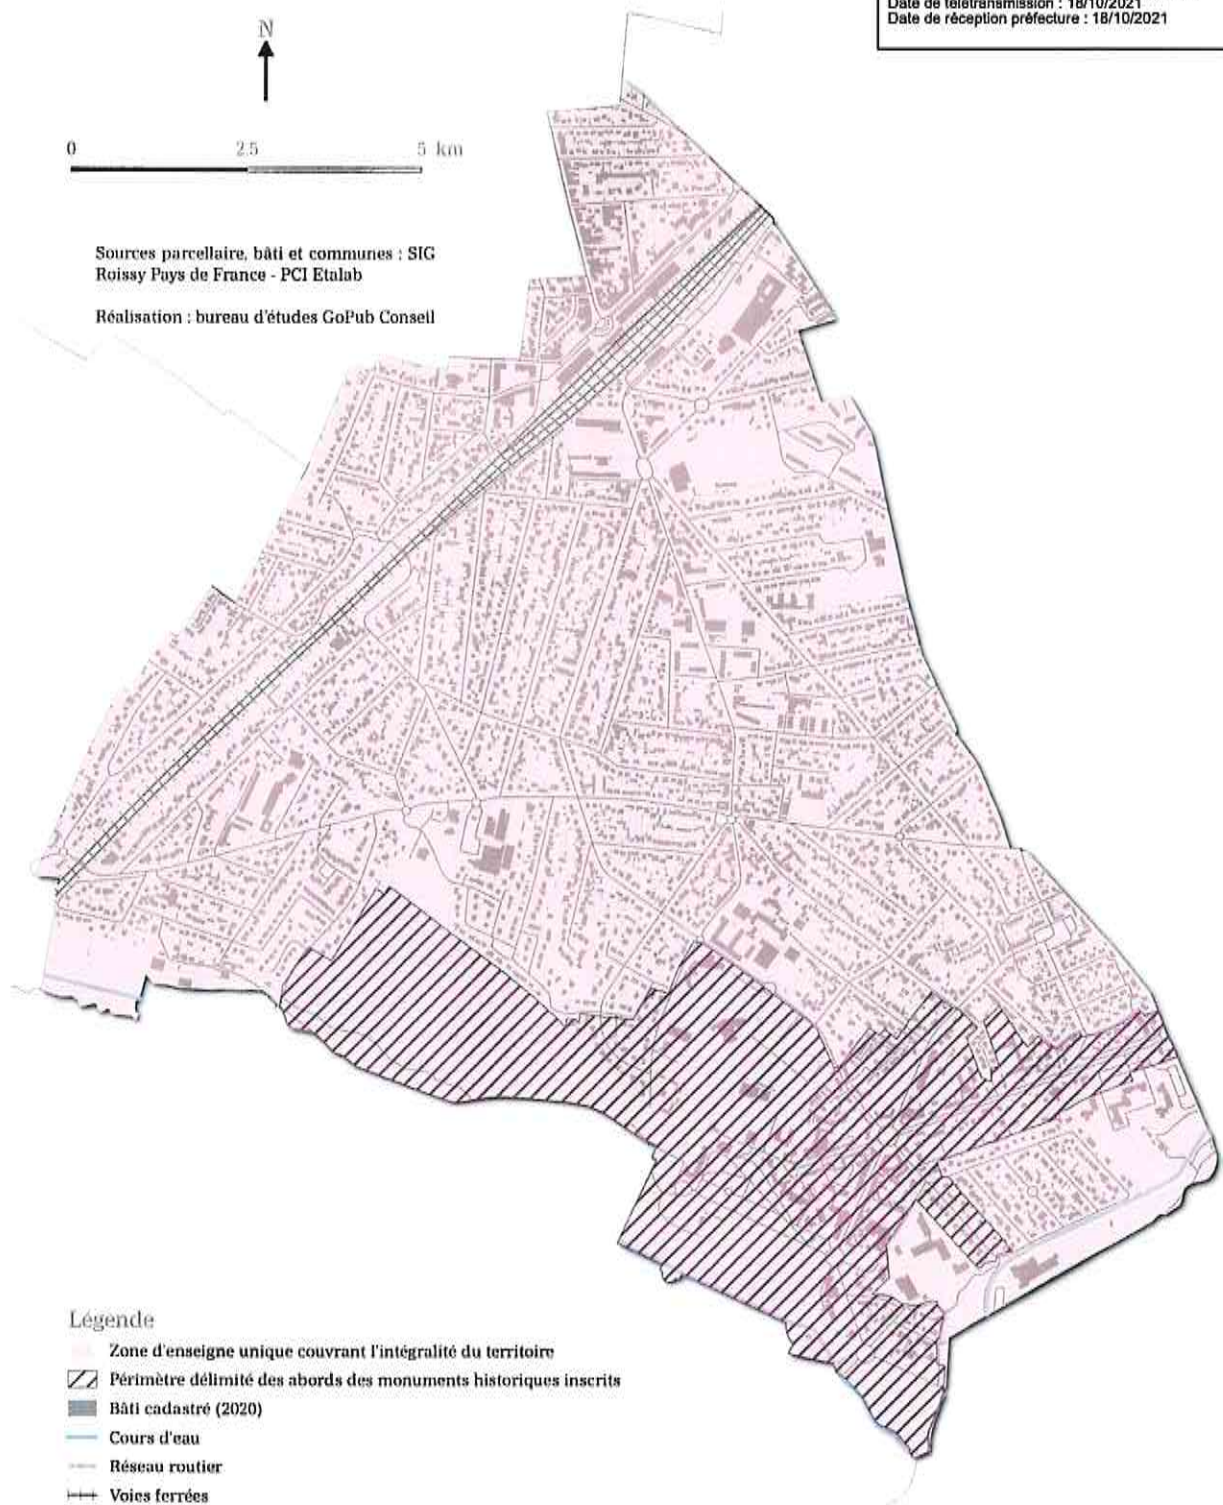 Date de télétransmission : 18/10/2021
Date de réception préfecture : 18/10/2021
N
0 2.5 5 km
Sources parcellaire, bâti et communes : SIG
Roissy Pays de France - PCI Etalab
Réalisation : bureau d'études GoPub Conseil
Légende
Zone d'enseigne unique couvrant l'intégralité du territoire
Périmètre délimité des abords des monuments historiques inscrits
Bâti cadastré (2020)
Cours d'eau
Réseau routier
Voies ferrées